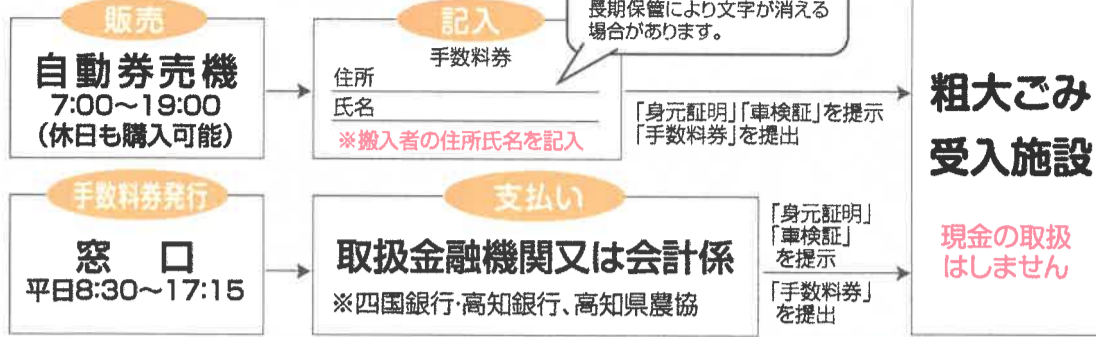 販売
自動券売機
7:00〜19:00
(休日も購入可能)
記入
手数料券
住所
氏名
※搬入者の住所氏名を記入
長期保管により文字が消える
場合があります。
「身元証明」「車検証」を提示
「手数料券」を提出
手数料券発行
窓 口
平日8:30〜17:15
支払い
取扱金融機関又は会計係
※四国銀行・高知銀行、高知県農協
「身元証明」
「車検証」
を提示
「手数料券」
を提出
粗大ごみ
受入施設
現金の取扱
はしません